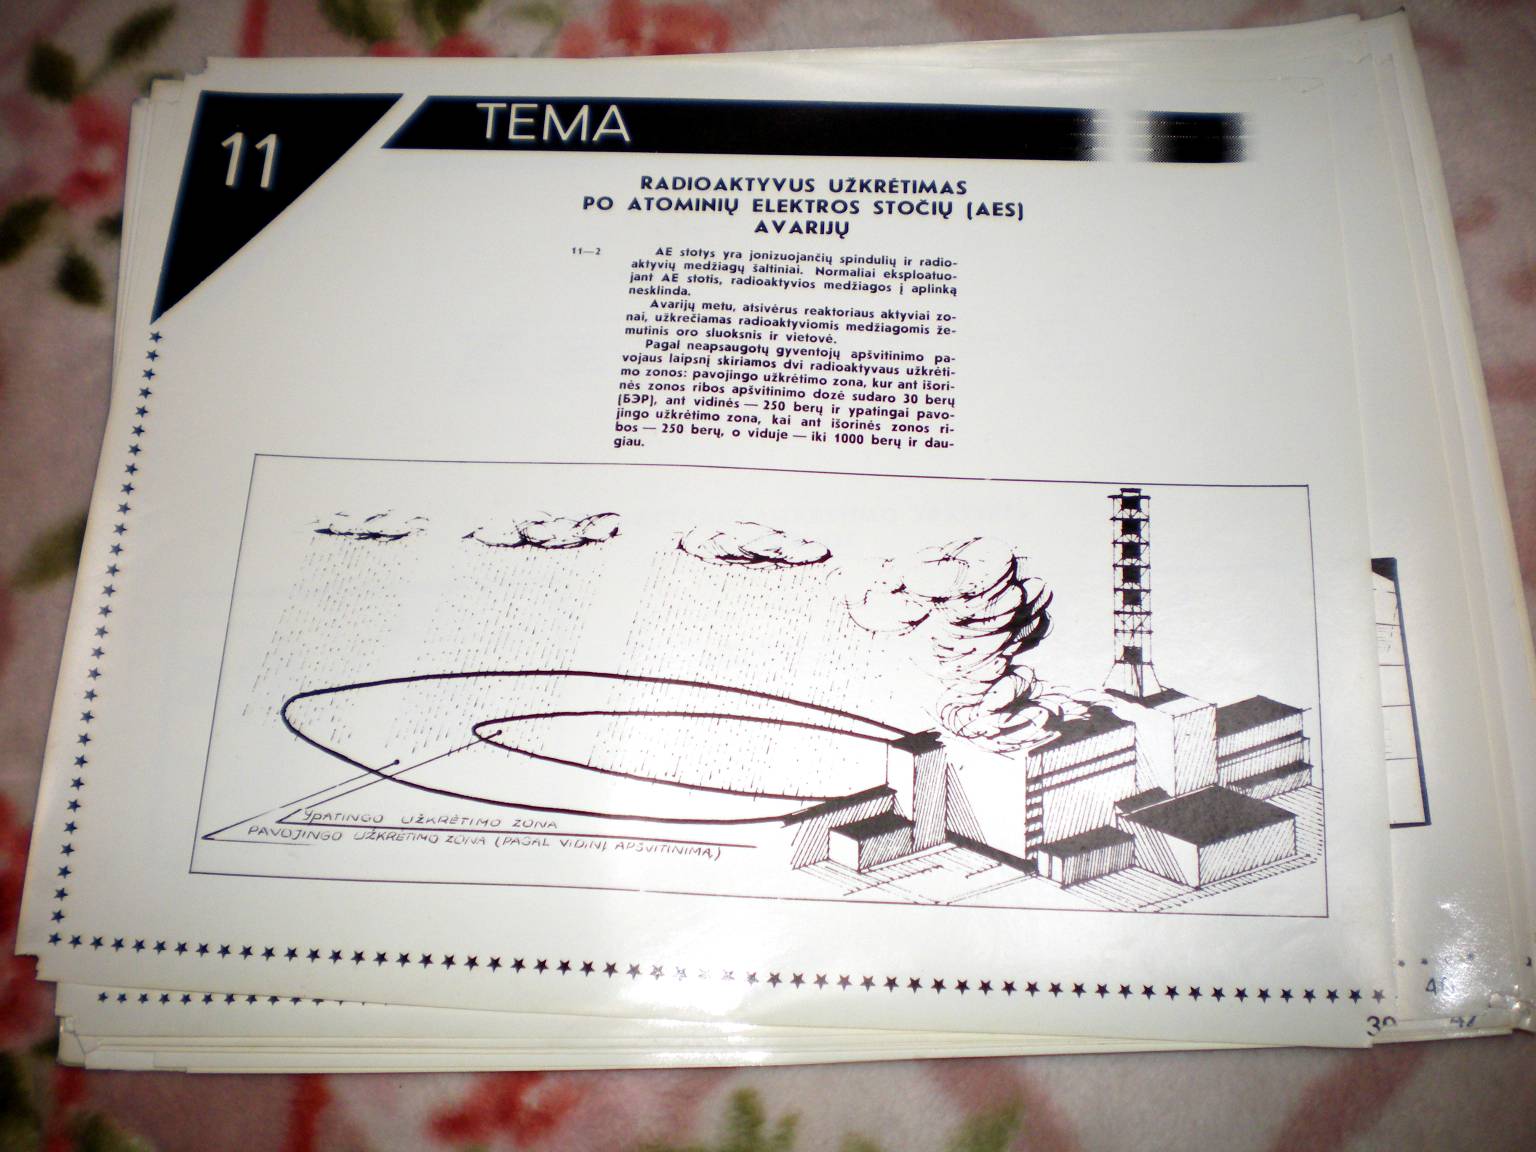 11
TEMA
RADIOAKTYVUS UŽKRĖTIMAS
PO ATOMINIŲ ELEKTROS STOČIŲ (AES)
AVARIJŲ
11—2
AE stotys yra jonizuojančių spindulių ir radio-
aktyvių medžiagų šaltiniai. Normaliai eksploatuo-
jant AE stotis, radioaktyvios medžiagos į aplinką
nesklinda.
Avarijų metu, atsivėrus reaktoriaus aktyviai zo-
nai, užkrečiamas radioaktyviomis medžiagomis že-
mutinis oro sluoksnis ir vietovė.
Pagal neapsaugotų gyventojų apšvitinimo pa-
vojaus laipsnį skiriamos dvi radioaktyvaus užkrėti-
mo zonos: pavojingo užkrėtimo zona, kur ant išori-
nės zonos ribos apšvitinimo dozė sudaro 30 berų
(БЭР), ant vidinės — 250 berų ir ypatingai pavo-
jingo užkrėtimo zona, kai ant išorinės zonos ri-
bos — 250 berų, o viduje — iki 1000 berų ir dau-
giau.
YPATINGO UŽKRĖTIMO ZONA
PAVOJINGO UŽKRĖTIMO ZONA (PAGAL VIDINĮ APŠVITINIMĄ)
39